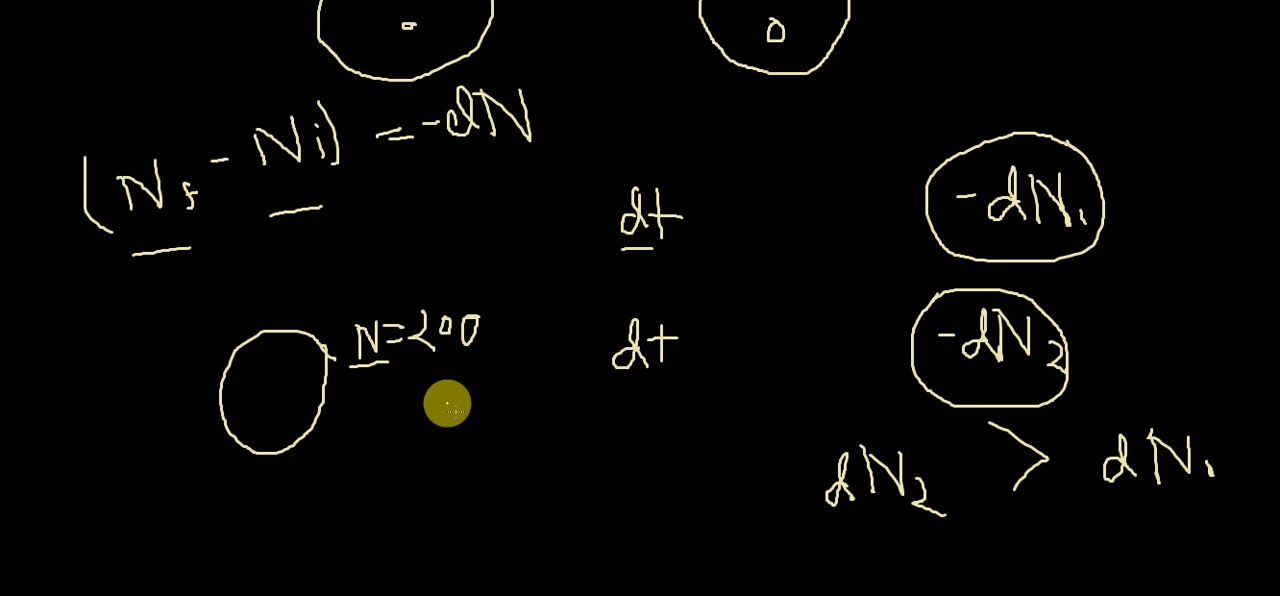 (Nf - Ni) = -dN
dt -dN1
N=200 dt -dN2
dN2 > dN1